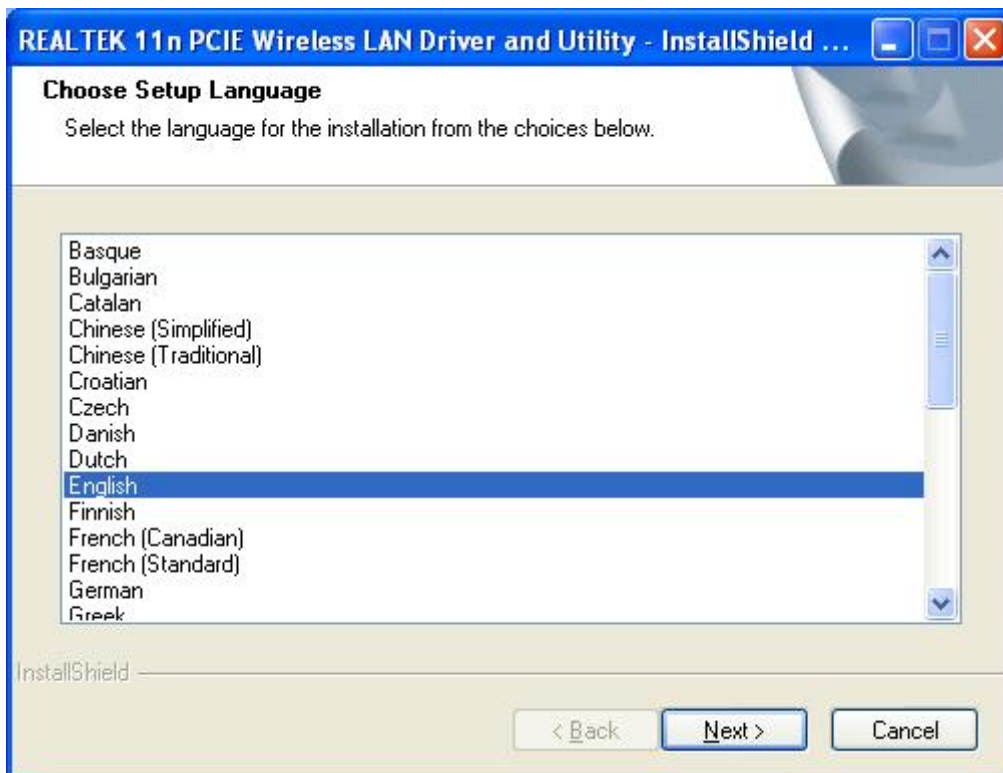 REALTEK 11n PCIE Wireless LAN Driver and Utility - InstallShield ...
Choose Setup Language
Select the language for the installation from the choices below.
Basque
Bulgarian
Catalan
Chinese (Simplified)
Chinese (Traditional)
Croatian
Czech
Danish
Dutch
English
Finnish
French (Canadian)
French (Standard)
German
Greek
InstallShield
< Back Next > Cancel